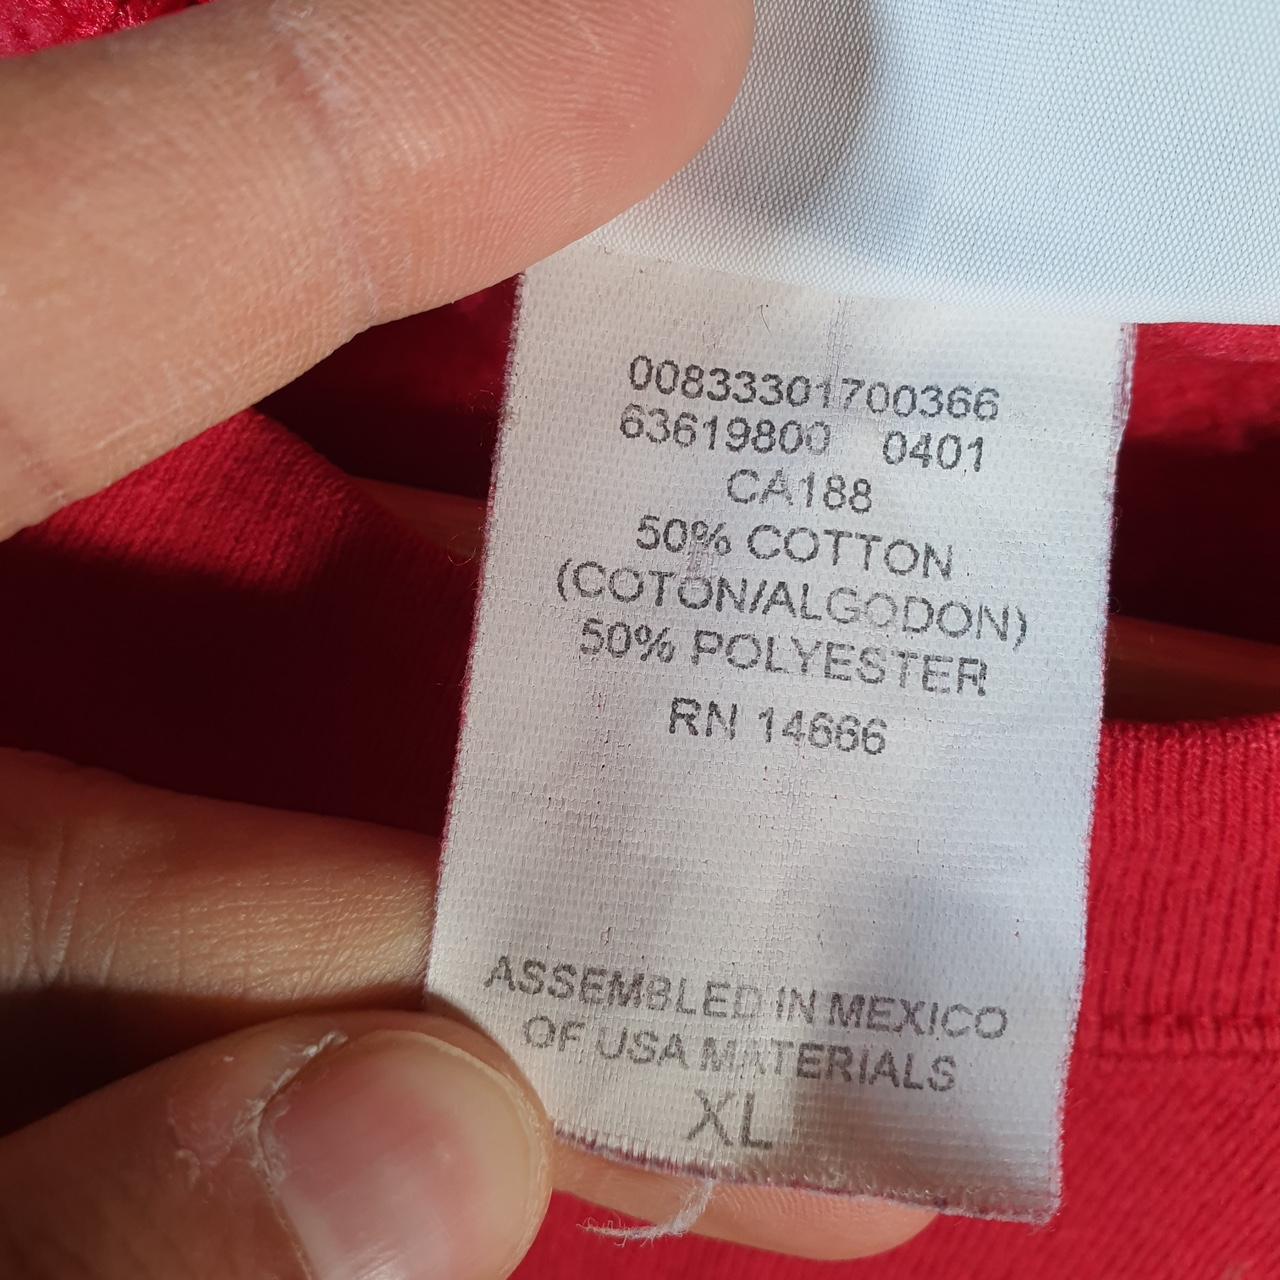 00833301700366
63619800 0401
CA188
50% COTTON
(COTON/ALGODON)
50% POLYESTER
RN 14666
ASSEMBLED IN MEXICO
OF USA MATERIALS
XL